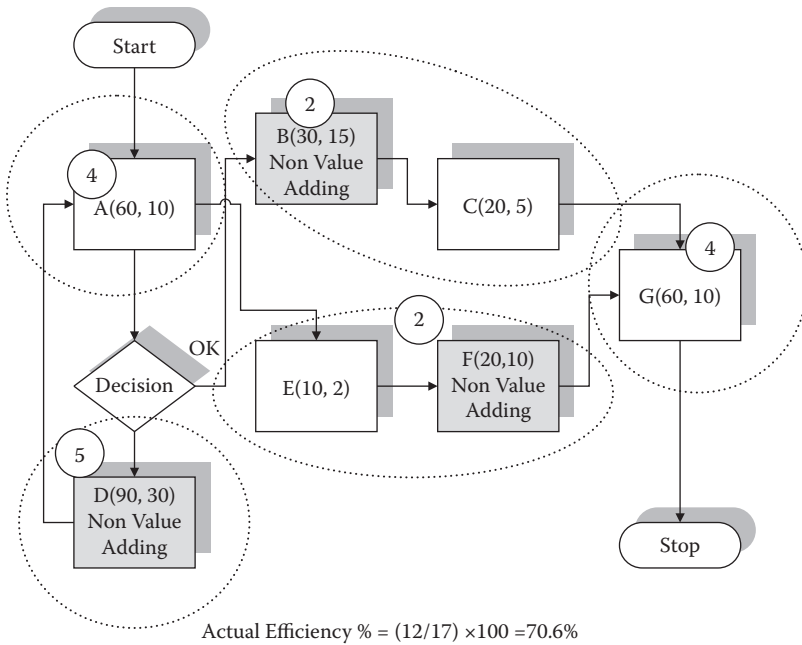 Start
2
B(30, 15)
Non Value
Adding
4
A(60, 10)
C(20, 5)
4
G(60, 10)
OK
2
Decision
E(10, 2)
F(20,10)
Non Value
Adding
5
D(90, 30)
Non Value
Adding
Stop
Actual Efficiency % = (12/17) ×100 =70.6%